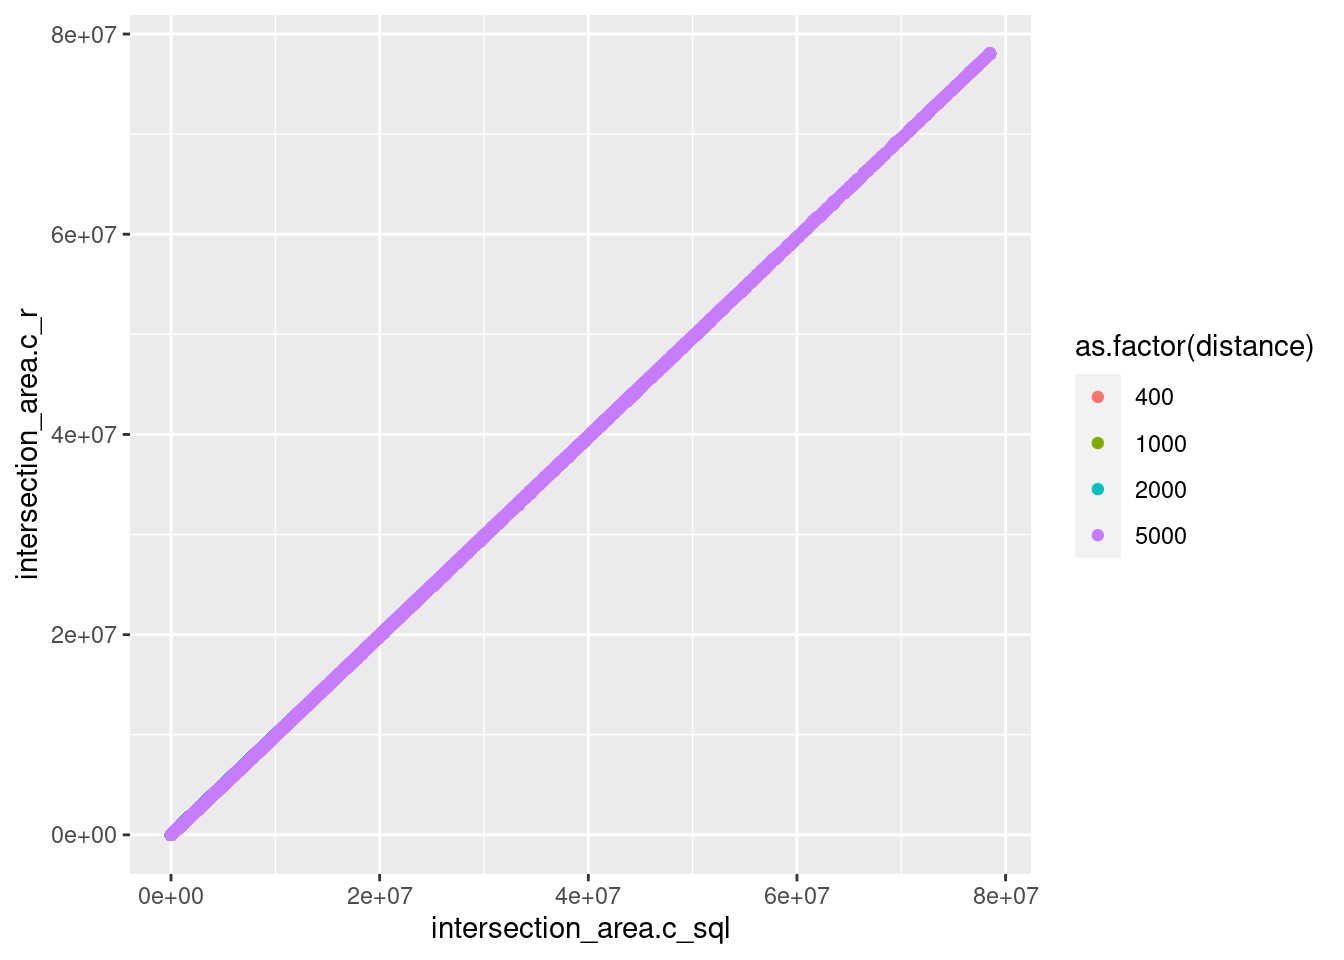 8e+07
6e+07
4e+07
2e+07
0e+00
intersection_area.c_r
0e+00 2e+07 4e+07 6e+07 8e+07
intersection_area.c_sql
as.factor(distance)
400
1000
2000
5000